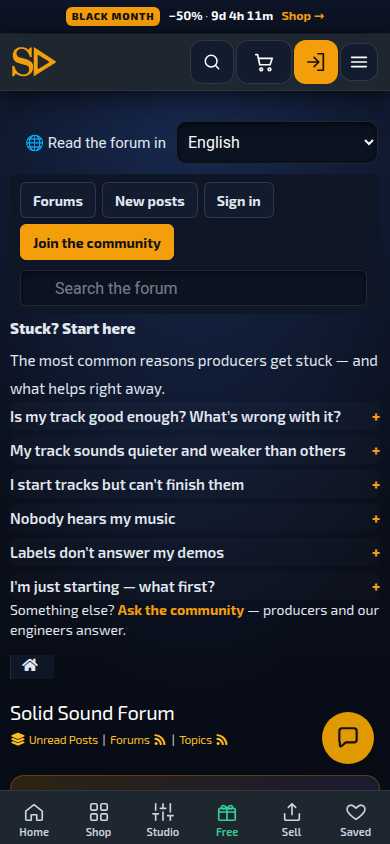 BLACK MONTH −50% · 9d 4h 11m Shop →
Read the forum in English
Forums New posts Sign in
Join the community
Search the forum
Stuck? Start here
The most common reasons producers get stuck — and
what helps right away.
Is my track good enough? What's wrong with it? +
My track sounds quieter and weaker than others +
I start tracks but can't finish them +
Nobody hears my music +
Labels don't answer my demos +
I'm just starting — what first? +
Something else? Ask the community — producers and our
engineers answer.
Solid Sound Forum
Unread Posts | Forums | Topics
Home Shop Studio Free Sell Saved